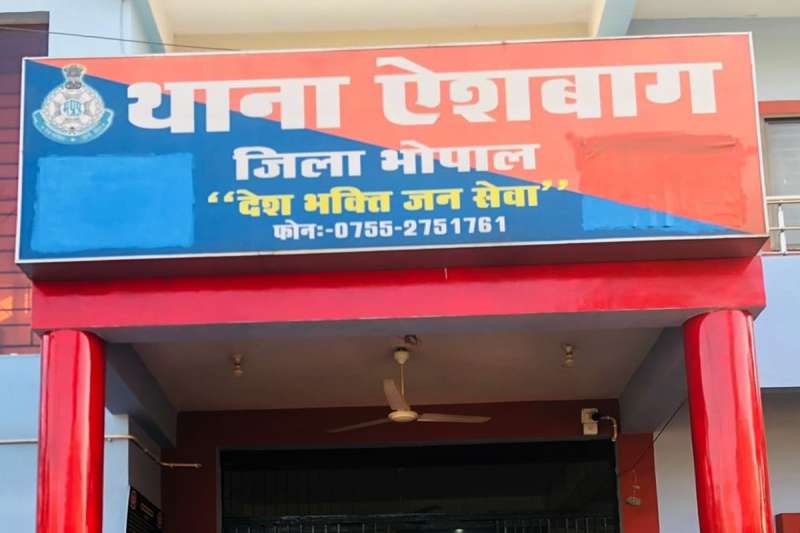 थाना ऐशबाग
जिला भोपाल
“देश भक्ति जन सेवा”
फोनः-0755-2751761